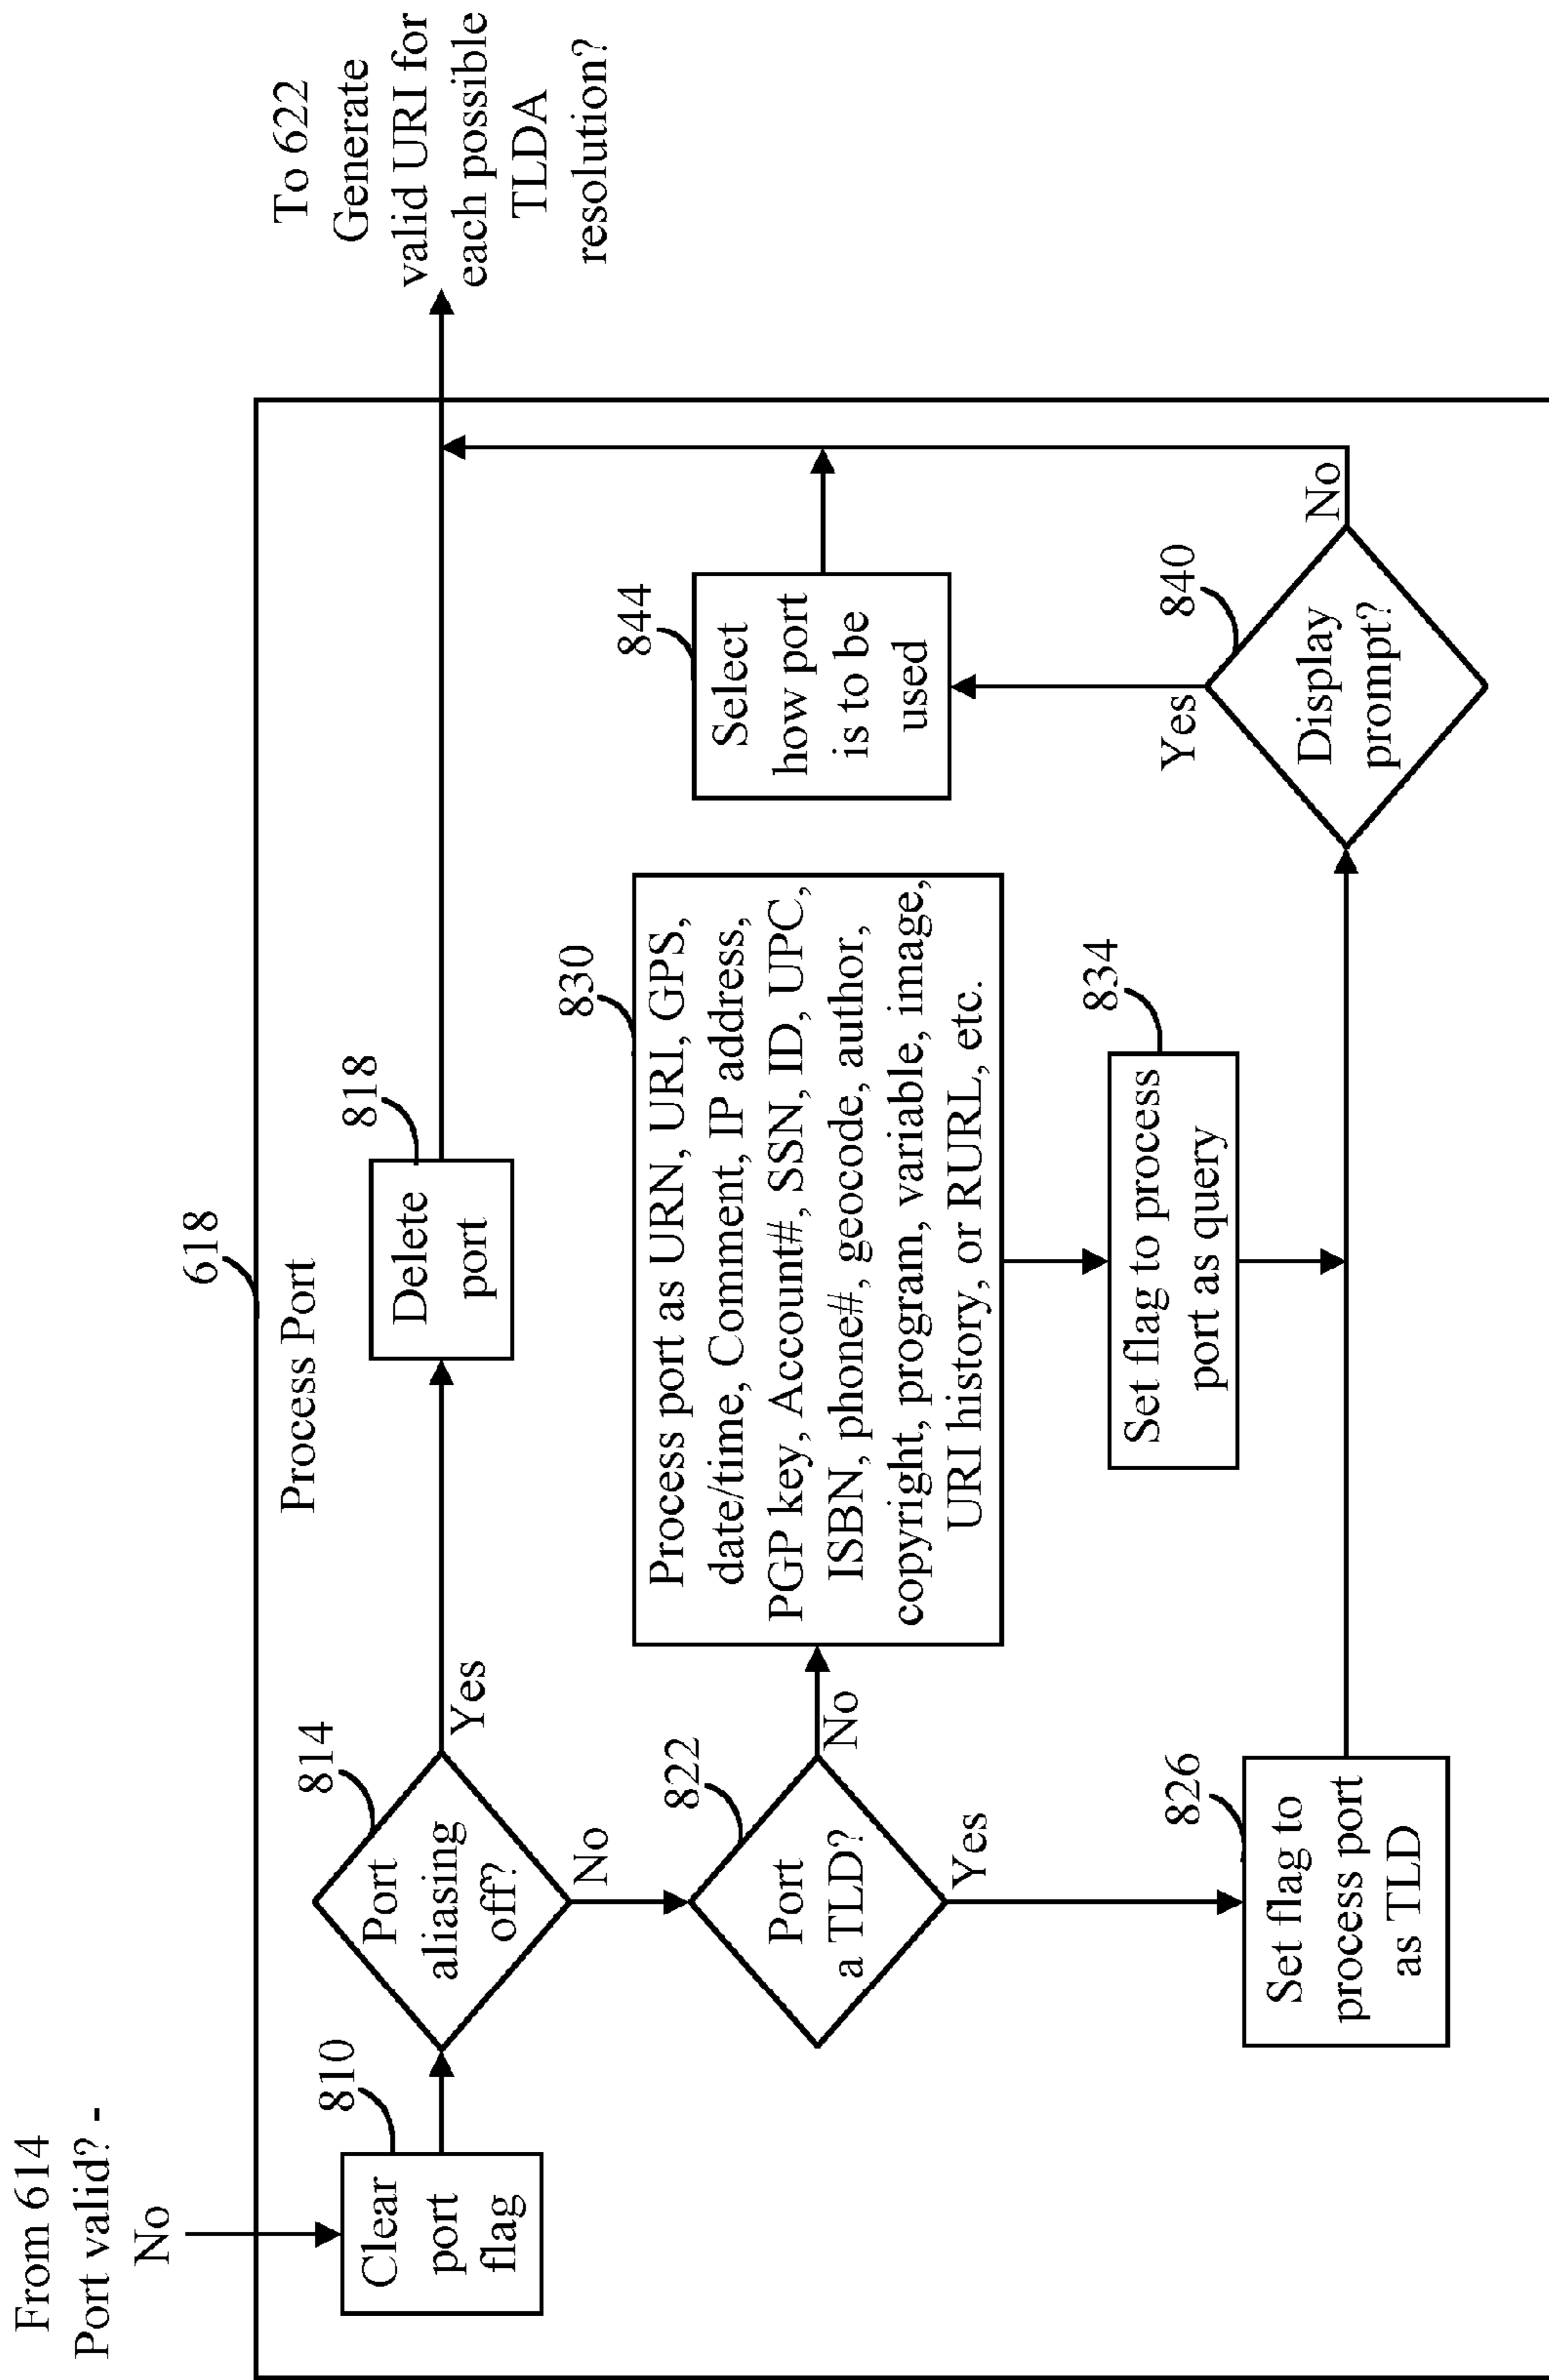 From 614
Port valid? -
No
To 622
Generate
valid URI for
each possible
TLDA
resolution?
618
Process Port
810
Clear
port
flag
814
Port
aliasing
off?
Yes
No
818
Delete
port
822
Port
a TLD?
No
Yes
826
Set flag to
process port
as TLD
830
Process port as URN, URI, GPS,
date/time, Comment, IP address,
PGP key, Account#, SSN, ID, UPC,
ISBN, phone#, geocode, author,
copyright, program, variable, image,
URI history, or RURL, etc.
834
Set flag to process
port as query
840
Display
prompt?
Yes
No
844
Select
how port
is to be
used